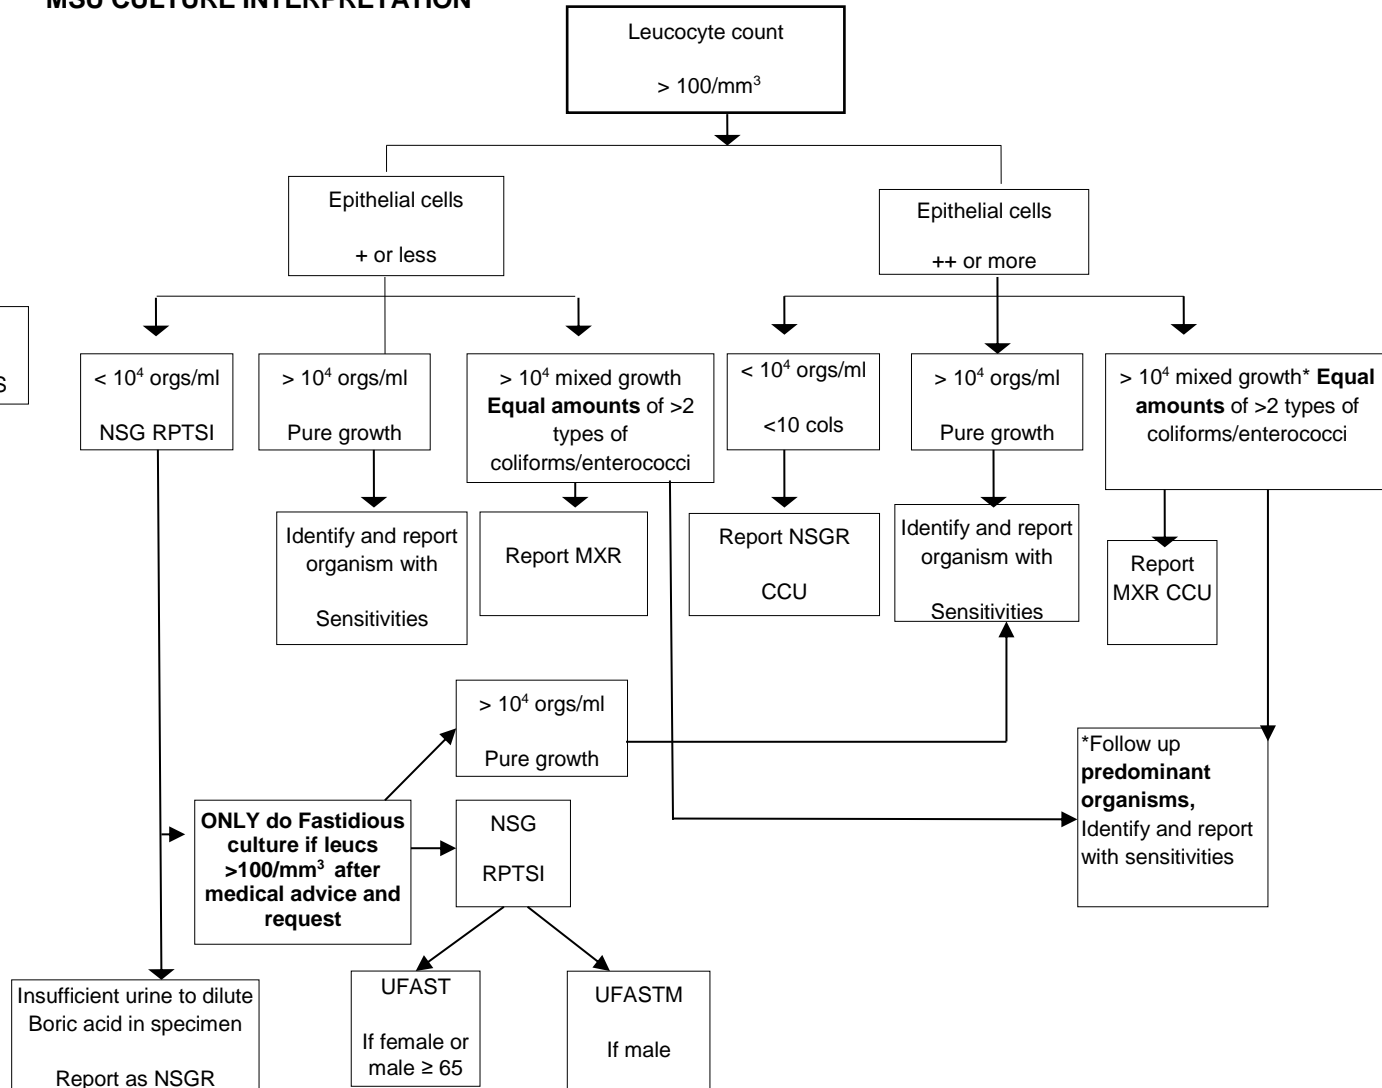 MSU CULTURE INTERPRETATION
Leucocyte count
> 100/mm³
Epithelial cells
+ or less
Epithelial cells
++ or more
S
< 10⁴ orgs/ml
NSG RPTSI
> 10⁴ orgs/ml
Pure growth
> 10⁴ mixed growth
Equal amounts of >2
types of
coliforms/enterococci
< 10⁴ orgs/ml
<10 cols
> 10⁴ orgs/ml
Pure growth
> 10⁴ mixed growth* Equal
amounts of >2 types of
coliforms/enterococci
Identify and report
organism with
Sensitivities
Report MXR
Report NSGR
CCU
Identify and report
organism with
Sensitivities
Report
MXR CCU
> 10⁴ orgs/ml
Pure growth
*Follow up
predominant
organisms,
Identify and report
with sensitivities
ONLY do Fastidious
culture if leucs
>100/mm³ after
medical advice and
request
NSG
RPTSI
Insufficient urine to dilute
Boric acid in specimen
Report as NSGR
UFAST
If female or
male ≥ 65
UFASTM
If male